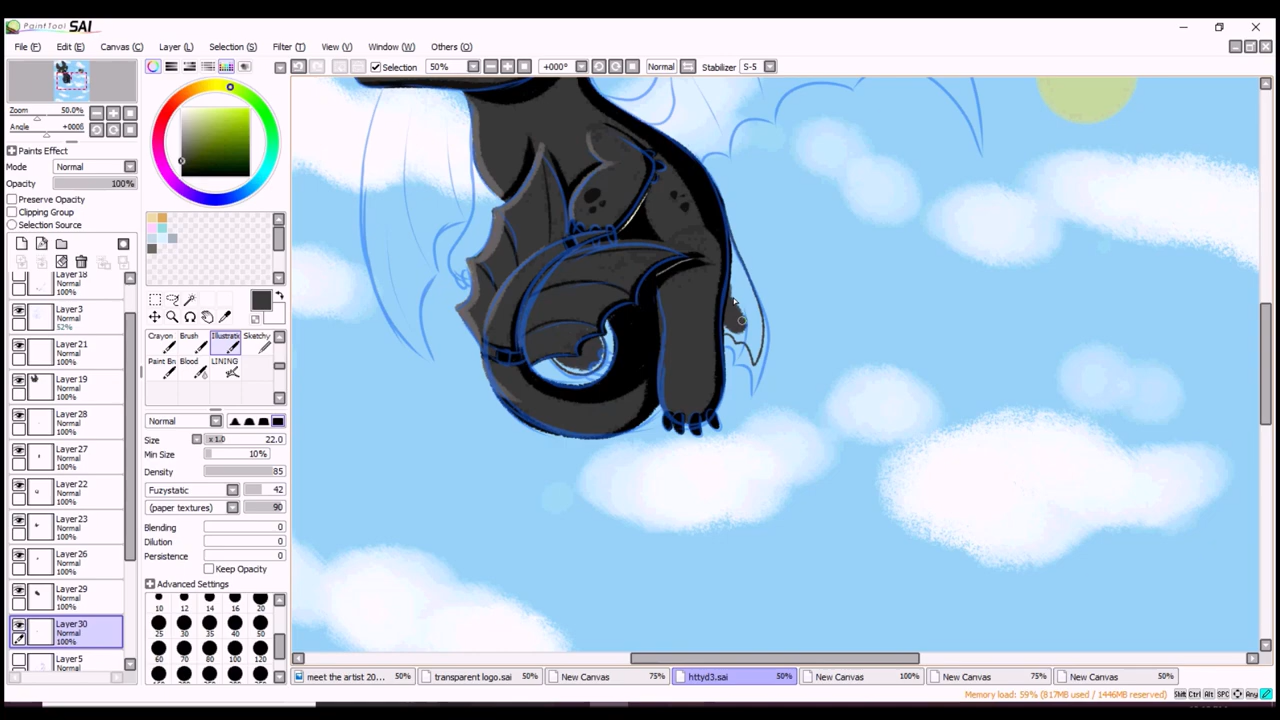 PaintTool SAI
File (F) Edit (E) Canvas (C) Layer (L) Selection (S) Filter (T) View (V) Window (W) Others (O)
Selection 50% +000° Normal Stabilizer S-S
Zoom 50.0%
Angle
Paints Effect
Mode Normal
Opacity 100%
Preserve Opacity
Clipping Group
Selection Source
Layer18
Normal
100%
Layer3
Normal
52%
Layer21
Normal
100%
Layer19
Normal
100%
Layer28
Normal
100%
Layer27
Normal
100%
Layer22
Normal
100%
Layer23
Normal
100%
Layer26
Normal
100%
Layer29
Normal
100%
Layer30
Normal
100%
Layer5
Normal
Crayon Brush Illustratic Sketchy
Paint Bn Blood LINING
Normal
Size x 1.0 22.0
Min Size 10%
Density 85
Fuzystatic 42
(paper textures) 90
Blending 0
Dilution 0
Persistence 0
Keep Opacity
Advanced Settings
10 12 14 16 20
25 30 35 40 50
60 70 80 100 120
meet the artist 20... 50% transparent logo.sai 50% New Canvas 75% httyd3.sai 50% New Canvas 100% New Canvas 75% New Canvas 50%
Memory load: 59% (817MB used / 1446MB reserved) Shft Ctrl Alt SPC Any